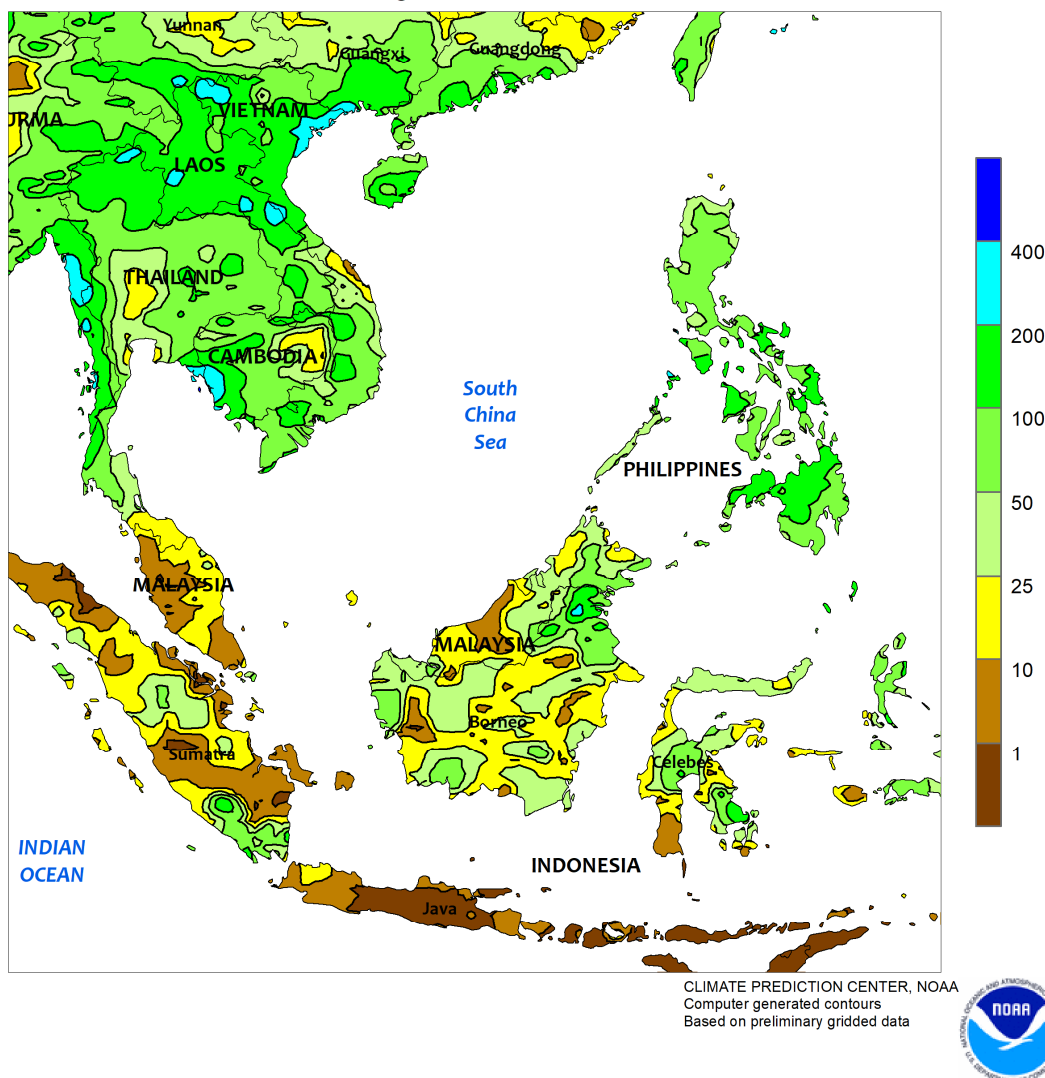 Yunnan
Guangxi
Guangdong
URMA
VIETNAM
LAOS
THAILAND
CAMBODIA
South
China
Sea
PHILIPPINES
MALAYSIA
MALAYSIA
Borneo
Sumatra
Celebes
INDIAN
OCEAN
INDONESIA
Java
400
200
100
50
25
10
1
CLIMATE PREDICTION CENTER, NOAA
Computer generated contours
Based on preliminary gridded data
NOAA